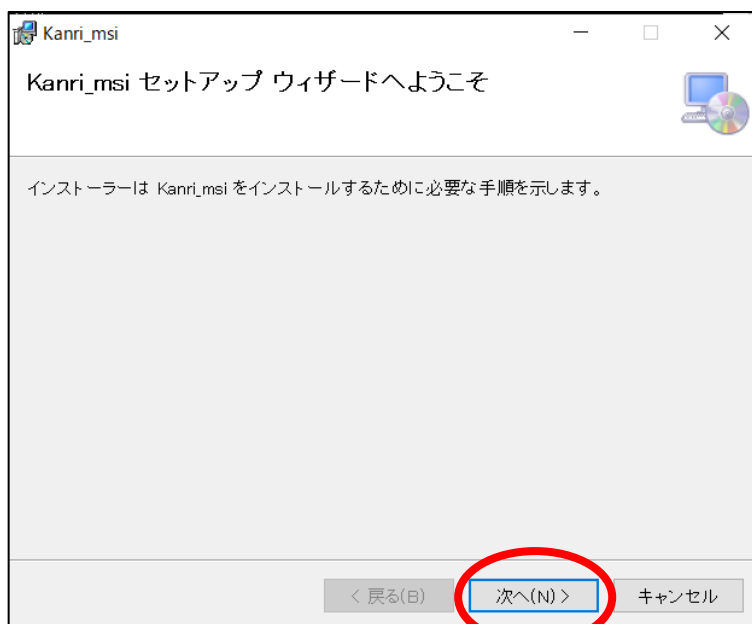 Kanri_msi
Kanri_msi セットアップ ウィザードへようこそ
インストーラーは Kanri_msi をインストールするために必要な手順を示します。
< 戻る(B) 次へ(N) > キャンセル